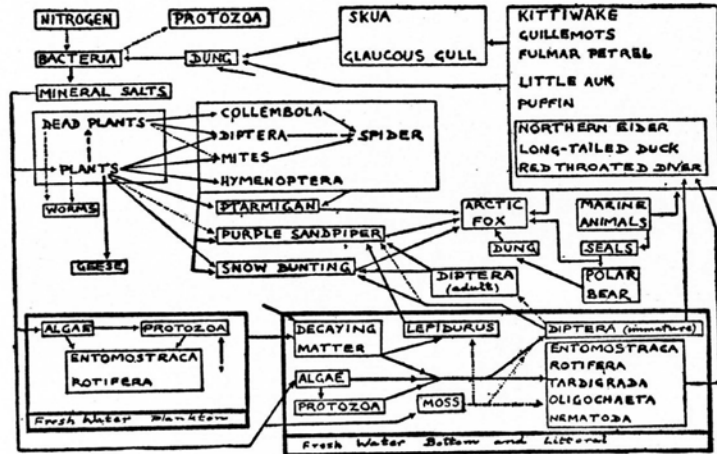 NITROGEN
PROTOZOA
BACTERIA
DUNG
MINERAL SALTS
SKUA
GLAUCOUS GULL
KITTIWAKE
GUILLEMOTS
FULMAR PETREL
LITTLE AUK
PUFFIN
NORTHERN EIDER
LONG-TAILED DUCK
RED THROATED DIVER
DEAD PLANTS
PLANTS
WORMS
GEESE
COLLEMBOLA
DIPTERA
SPIDER
MITES
HYMENOPTERA
PTARMIGAN
PURPLE SANDPIPER
SNOW BUNTING
ARCTIC
FOX
MARINE
ANIMALS
DUNG
SEALS
POLAR
BEAR
DIPTERA
(adult)
ALGAE
PROTOZOA
ENTOMOSTRACA
ROTIFERA
Fresh Water Plankton
DECAYING
MATTER
LEPIDURUS
DIPTERA (immature)
ALGAE
PROTOZOA
MOSS
ENTOMOSTRACA
ROTIFERA
TARDIGRADA
OLIGOCHAETA
NEMATODA
Fresh Water Bottom and Littoral